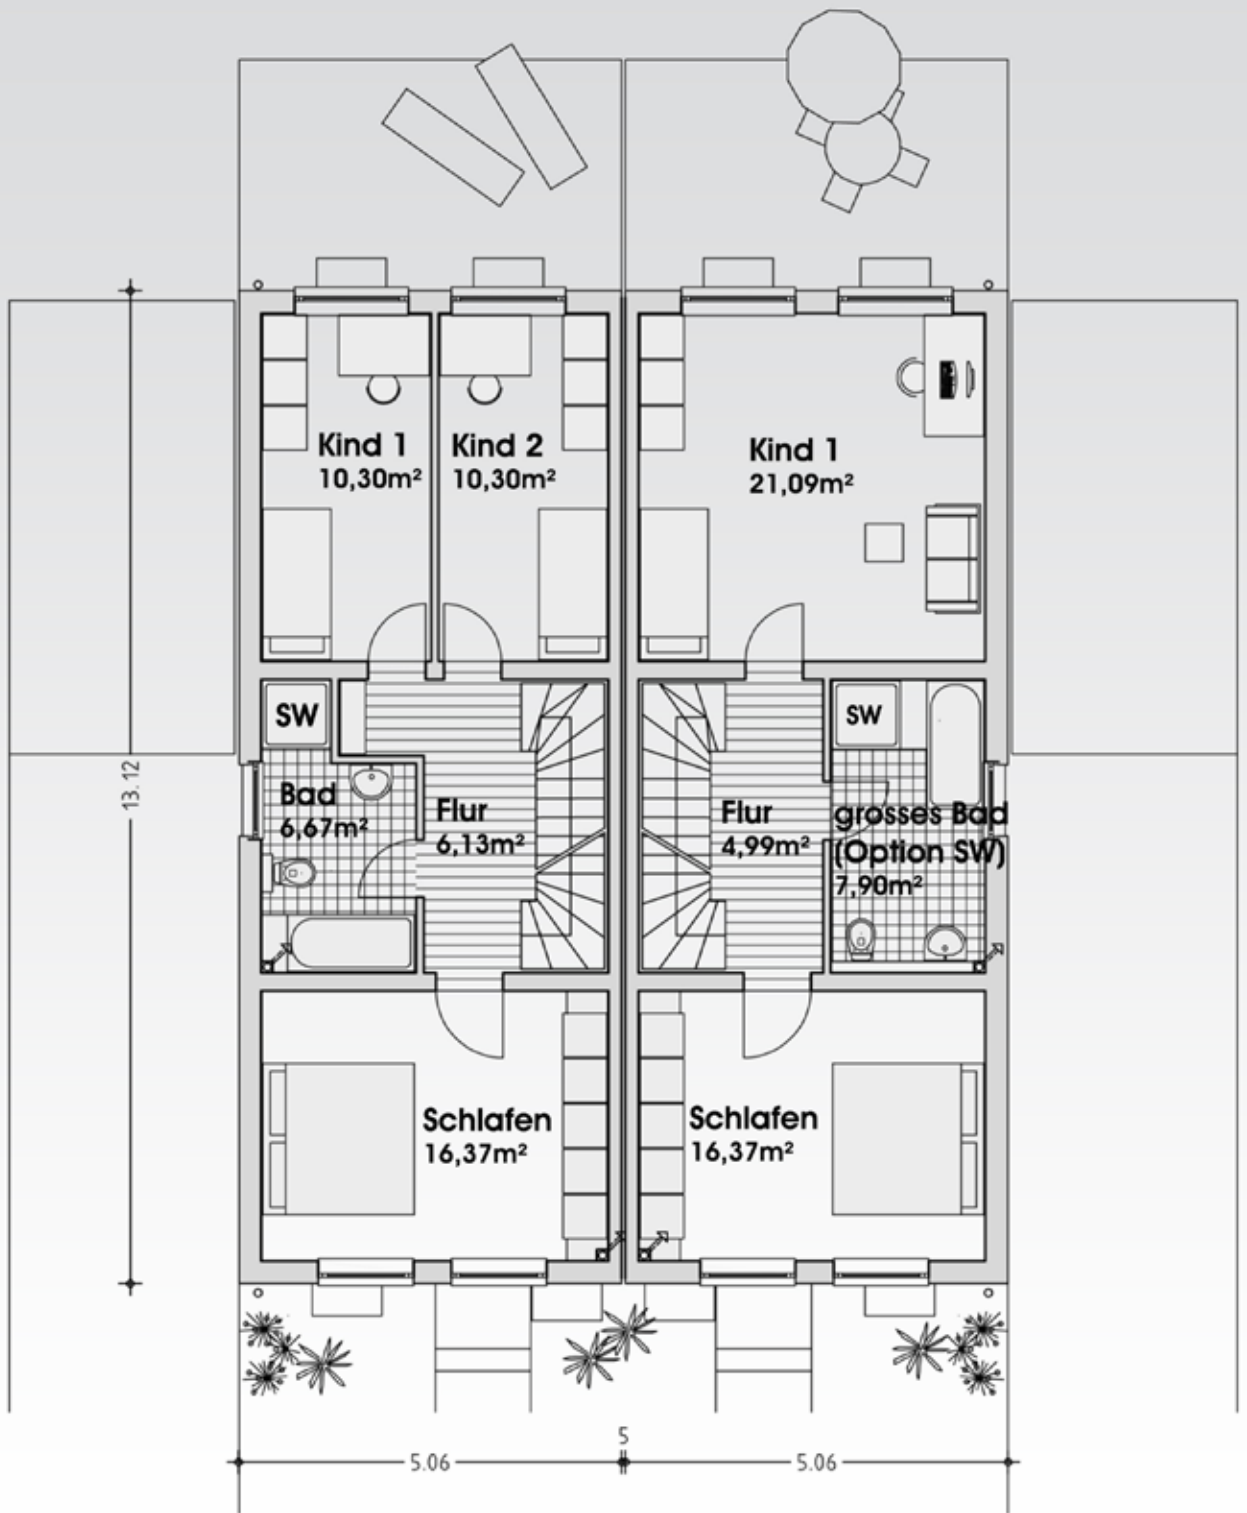 Kind 1
10,30m²
Kind 2
10,30m²
Kind 1
21,09m²
SW
SW
13.12
Bad
6,67m²
Flur
6,13m²
Flur
4,99m²
grosses Bad
(Option SW)
7,90m²
Schlafen
16,37m²
Schlafen
16,37m²
5
5.06
5.06